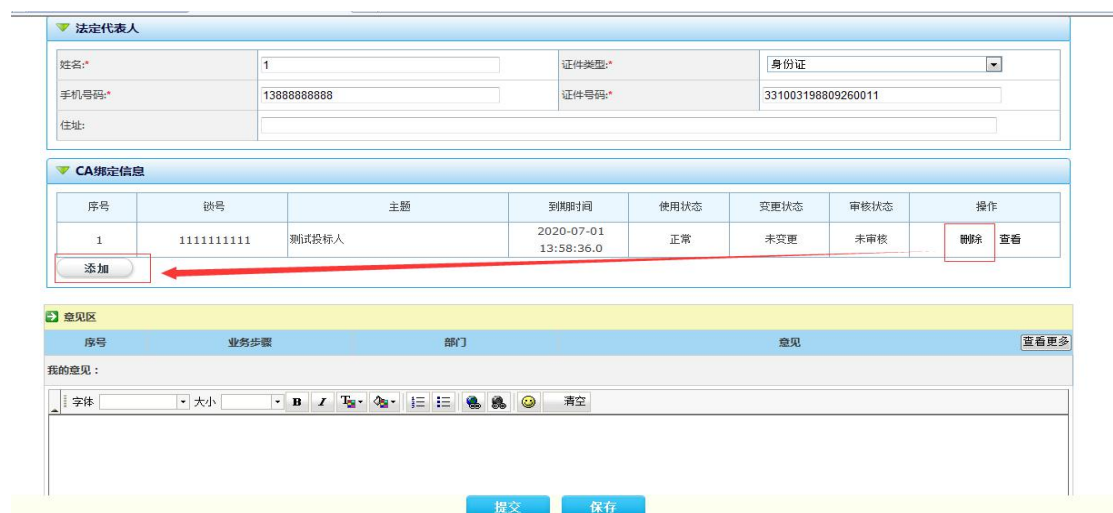 法定代表人
姓名:* 1 证件类型:* 身份证
手机号码:* 13888888888 证件号码:* 331003198809260011
住址:
CA绑定信息
序号 锁号 主题 到期时间 使用状态 变更状态 审核状态 操作
1 1111111111 测试投标人 2020-07-01 13:58:36.0 正常 未变更 未审核 删除 查看
添加
意见区
序号 业务步骤 部门 意见 查看更多
我的意见：
字体 大小 B I T 清空
提交 保存